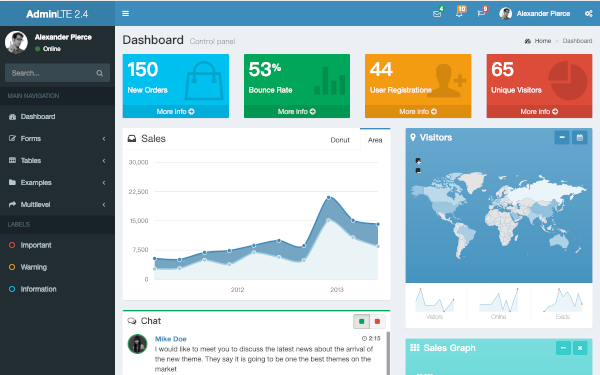 AdminLTE 2.4
4
10
9
Alexander Pierce
Alexander Pierce
Online
Search...
MAIN NAVIGATION
Dashboard
Forms
Tables
Examples
Multilevel
LABELS
Important
Warning
Information
Dashboard Control panel
Home > Dashboard
150
New Orders
More info
53%
Bounce Rate
More info
44
User Registrations
More info
65
Unique Visitors
More info
Sales
Donut
Area
30,000
22,500
15,000
7,500
0
2012
2013
Visitors
Visitors
Online
Exists
Chat
Mike Doe
2:15
I would like to meet you to discuss the latest news about the arrival of
the new theme. They say it is going to be one the best themes on the
market
Sales Graph